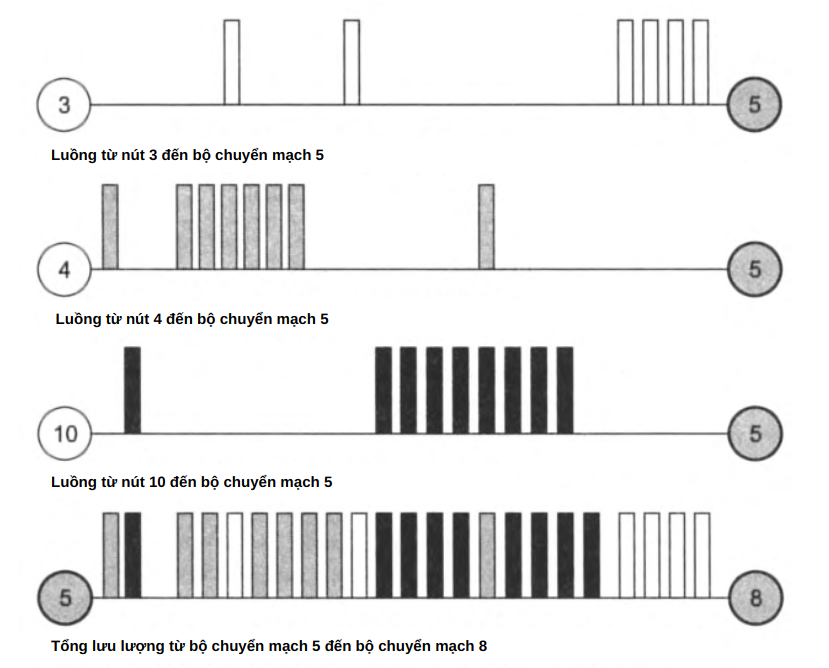 3 5
Luồng từ nút 3 đến bộ chuyển mạch 5
4 5
Luồng từ nút 4 đến bộ chuyển mạch 5
10 5
Luồng từ nút 10 đến bộ chuyển mạch 5
5 8
Tổng lưu lượng từ bộ chuyển mạch 5 đến bộ chuyển mạch 8